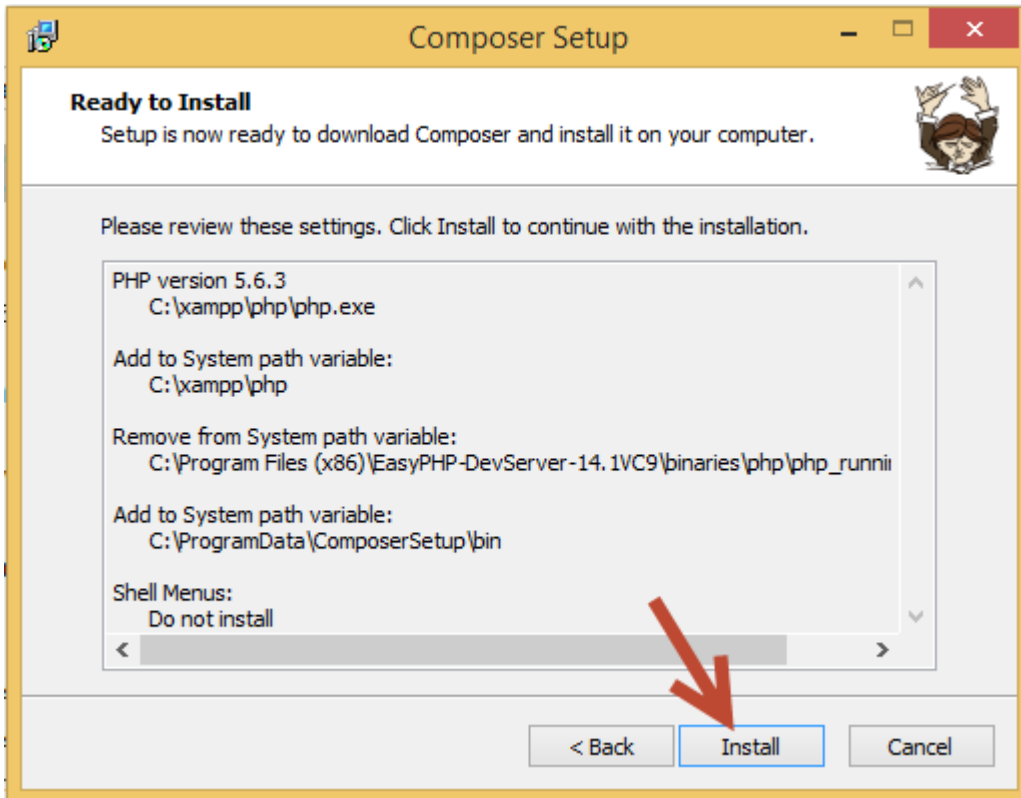 Composer Setup
Ready to Install
Setup is now ready to download Composer and install it on your computer.
Please review these settings. Click Install to continue with the installation.
PHP version 5.6.3
C:\xampp\php\php.exe
Add to System path variable:
C:\xampp\php
Remove from System path variable:
C:\Program Files (x86)\EasyPHP-DevServer-14.1VC9\binaries\php\php_runni
Add to System path variable:
C:\ProgramData\ComposerSetup\bin
Shell Menus:
Do not install
< Back Install Cancel